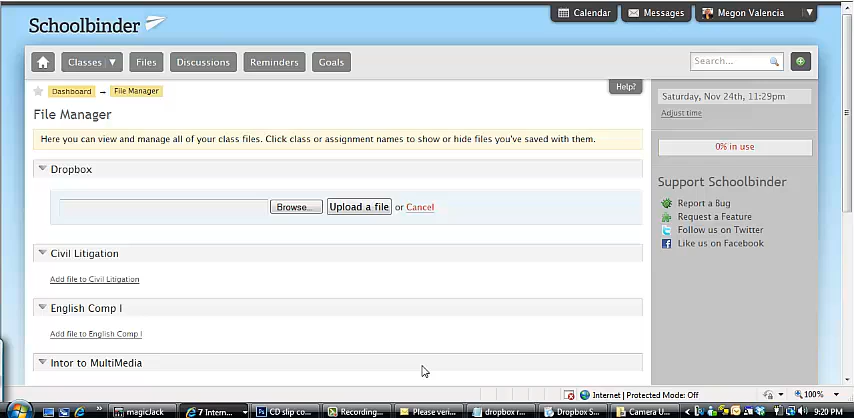 Schoolbinder
Calendar Messages Megon Valencia
Classes Files Discussions Reminders Goals Search...
Dashboard → File Manager Help?
Saturday, Nov 24th, 11:29pm
Adjust time
File Manager
Here you can view and manage all of your class files. Click class or assignment names to show or hide files you've saved with them.
0% in use
Dropbox
Support Schoolbinder
Browse... Upload a file or Cancel
Report a Bug
Request a Feature
Follow us on Twitter
Like us on Facebook
Civil Litigation
Add file to Civil Litigation
English Comp I
Add file to English Comp I
Intor to MultiMedia
Internet | Protected Mode: Off 100%
magicJack 7 Intern... CD slip co... Recording... Please veri... dropbox r... Dropbox S... Camera U... 9:20 PM